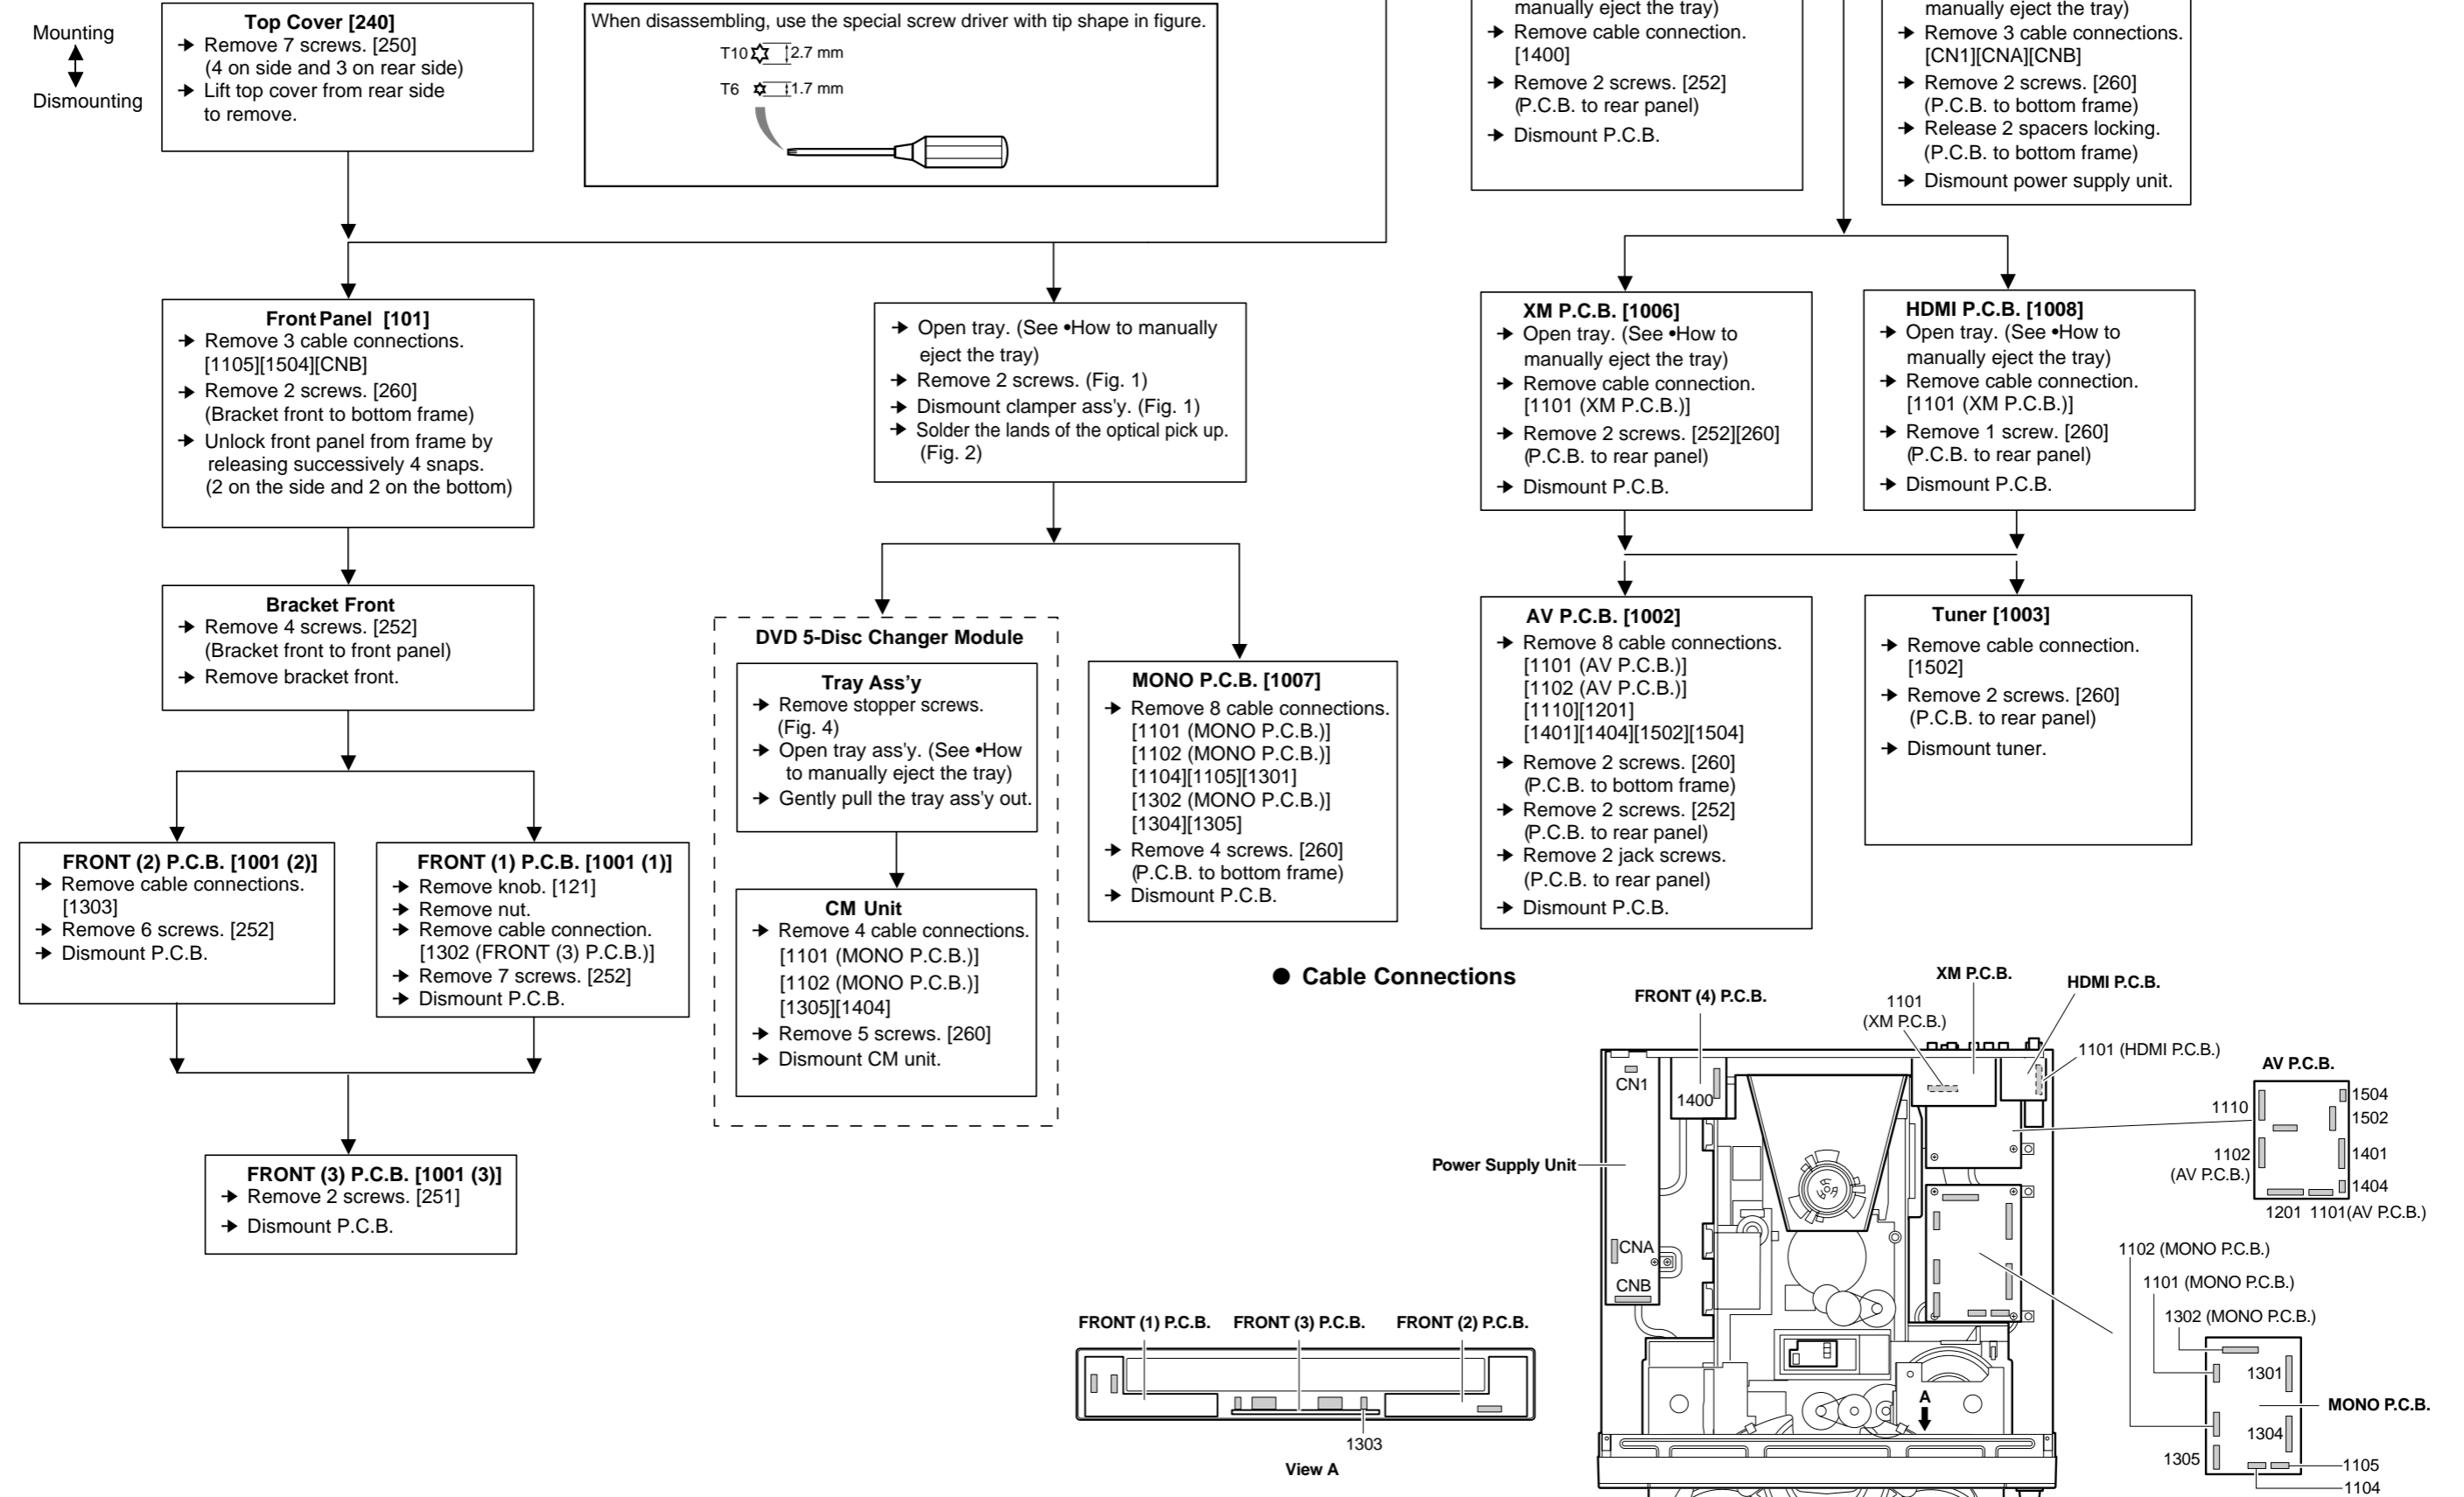 Mounting
Dismounting
Top Cover [240]
Remove 7 screws. [250]
(4 on side and 3 on rear side)
Lift top cover from rear side
to remove.
When disassembling, use the special screw driver with tip shape in figure.
T10 2.7 mm
T6 1.7 mm
manually eject the tray)
Remove cable connection.
[1400]
Remove 2 screws. [252]
(P.C.B. to rear panel)
Dismount P.C.B.
manually eject the tray)
Remove 3 cable connections.
[CN1][CNA][CNB]
Remove 2 screws. [260]
(P.C.B. to bottom frame)
Release 2 spacers locking.
(P.C.B. to bottom frame)
Dismount power supply unit.
Front Panel [101]
Remove 3 cable connections.
[1105][1504][CNB]
Remove 2 screws. [260]
(Bracket front to bottom frame)
Unlock front panel from frame by
releasing successively 4 snaps.
(2 on the side and 2 on the bottom)
Open tray. (See •How to manually
eject the tray)
Remove 2 screws. (Fig. 1)
Dismount clamper ass'y. (Fig. 1)
Solder the lands of the optical pick up.
(Fig. 2)
XM P.C.B. [1006]
Open tray. (See •How to
manually eject the tray)
Remove cable connection.
[1101 (XM P.C.B.)]
Remove 2 screws. [252][260]
(P.C.B. to rear panel)
Dismount P.C.B.
HDMI P.C.B. [1008]
Open tray. (See •How to
manually eject the tray)
Remove cable connection.
[1101 (XM P.C.B.)]
Remove 1 screw. [260]
(P.C.B. to rear panel)
Dismount P.C.B.
Bracket Front
Remove 4 screws. [252]
(Bracket front to front panel)
Remove bracket front.
DVD 5-Disc Changer Module
Tray Ass'y
Remove stopper screws.
(Fig. 4)
Open tray ass'y. (See •How
to manually eject the tray)
Gently pull the tray ass'y out.
CM Unit
Remove 4 cable connections.
[1101 (MONO P.C.B.)]
[1102 (MONO P.C.B.)]
[1305][1404]
Remove 5 screws. [260]
Dismount CM unit.
MONO P.C.B. [1007]
Remove 8 cable connections.
[1101 (MONO P.C.B.)]
[1102 (MONO P.C.B.)]
[1104][1105][1301]
[1302 (MONO P.C.B.)]
[1304][1305]
Remove 4 screws. [260]
(P.C.B. to bottom frame)
Dismount P.C.B.
AV P.C.B. [1002]
Remove 8 cable connections.
[1101 (AV P.C.B.)]
[1102 (AV P.C.B.)]
[1110][1201]
[1401][1404][1502][1504]
Remove 2 screws. [260]
(P.C.B. to bottom frame)
Remove 2 screws. [252]
(P.C.B. to rear panel)
Remove 2 jack screws.
(P.C.B. to rear panel)
Dismount P.C.B.
Tuner [1003]
Remove cable connection.
[1502]
Remove 2 screws. [260]
(P.C.B. to rear panel)
Dismount tuner.
FRONT (2) P.C.B. [1001 (2)]
Remove cable connections.
[1303]
Remove 6 screws. [252]
Dismount P.C.B.
FRONT (1) P.C.B. [1001 (1)]
Remove knob. [121]
Remove nut.
Remove cable connection.
[1302 (FRONT (3) P.C.B.)]
Remove 7 screws. [252]
Dismount P.C.B.
FRONT (3) P.C.B. [1001 (3)]
Remove 2 screws. [251]
Dismount P.C.B.
● Cable Connections
FRONT (4) P.C.B.
XM P.C.B.
1101
(XM P.C.B.)
HDMI P.C.B.
1101 (HDMI P.C.B.)
CN1
1400
Power Supply Unit
CNA
CNB
A
AV P.C.B.
1504
1110
1502
1102
(AV P.C.B.)
1401
1404
1201 1101(AV P.C.B.)
1102 (MONO P.C.B.)
1101 (MONO P.C.B.)
1302 (MONO P.C.B.)
1301
MONO P.C.B.
1304
1305
1105
1104
FRONT (1) P.C.B. FRONT (3) P.C.B. FRONT (2) P.C.B.
1303
View A